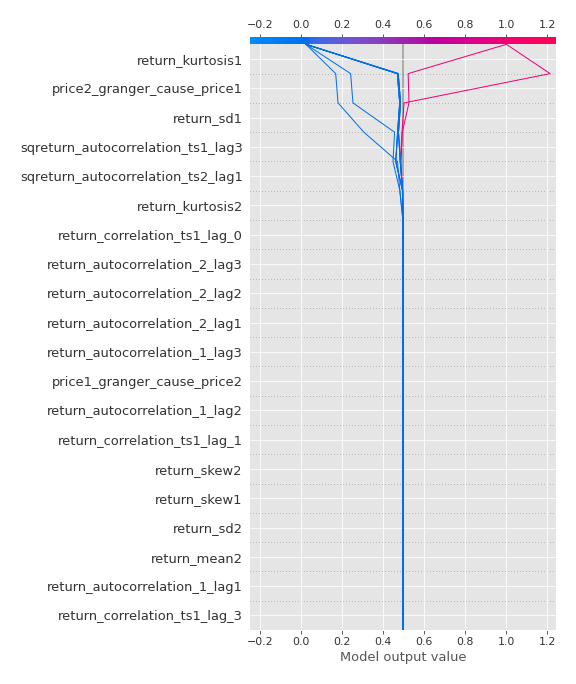 −0.2 0.0 0.2 0.4 0.6 0.8 1.0 1.2
return_kurtosis1
price2_granger_cause_price1
return_sd1
sqreturn_autocorrelation_ts1_lag3
sqreturn_autocorrelation_ts2_lag1
return_kurtosis2
return_correlation_ts1_lag_0
return_autocorrelation_2_lag3
return_autocorrelation_2_lag2
return_autocorrelation_2_lag1
return_autocorrelation_1_lag3
price1_granger_cause_price2
return_autocorrelation_1_lag2
return_correlation_ts1_lag_1
return_skew2
return_skew1
return_sd2
return_mean2
return_autocorrelation_1_lag1
return_correlation_ts1_lag_3
−0.2 0.0 0.2 0.4 0.6 0.8 1.0 1.2
Model output value